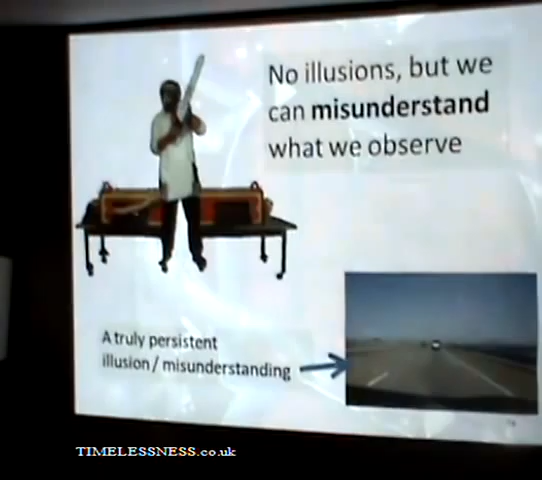 No illusions, but we
can misunderstand
what we observe
A truly persistent
illusion / misunderstanding
TIMELESSNESS.co.uk